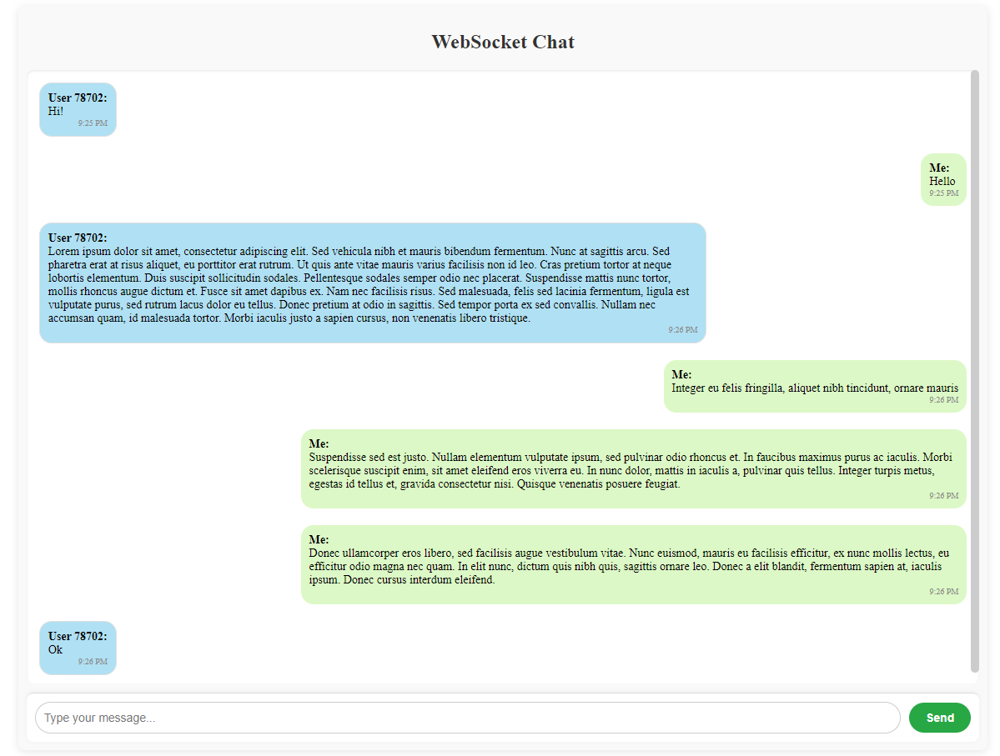 WebSocket Chat
User 78702:
Hi!
9:25 PM
Me:
Hello
9:25 PM
User 78702:
Lorem ipsum dolor sit amet, consectetur adipiscing elit. Sed vehicula nibh et mauris bibendum fermentum. Nunc at sagittis arcu. Sed
pharetra erat at risus aliquet, eu porttitor erat rutrum. Ut quis ante vitae mauris varius facilisis non id leo. Cras pretium tortor at neque
lobortis elementum. Duis suscipit sollicitudin sodales. Pellentesque sodales semper odio nec placerat. Suspendisse mattis nunc tortor,
mollis rhoncus augue dictum et. Fusce sit amet dapibus ex. Nam nec facilisis risus. Sed malesuada, felis sed lacinia fermentum, ligula est
vulputate purus, sed rutrum lacus dolor eu tellus. Donec pretium at odio in sagittis. Sed tempor porta ex sed convallis. Nullam nec
accumsan quam, id malesuada tortor. Morbi iaculis justo a sapien cursus, non venenatis libero tristique.
9:26 PM
Me:
Integer eu felis fringilla, aliquet nibh tincidunt, ornare mauris
9:26 PM
Me:
Suspendisse sed est justo. Nullam elementum vulputate ipsum, sed pulvinar odio rhoncus et. In faucibus maximus purus ac iaculis. Morbi
scelerisque suscipit enim, sit amet eleifend eros viverra eu. In nunc dolor, mattis in iaculis a, pulvinar quis tellus. Integer turpis metus,
egestas id tellus et, gravida consectetur nisi. Quisque venenatis posuere feugiat.
9:26 PM
Me:
Donec ullamcorper eros libero, sed facilisis augue vestibulum vitae. Nunc euismod, mauris eu facilisis efficitur, ex nunc mollis lectus, eu
efficitur odio magna nec quam. In elit nunc, dictum quis nibh quis, sagittis ornare leo. Donec a elit blandit, fermentum sapien at, iaculis
ipsum. Donec cursus interdum eleifend.
9:26 PM
User 78702:
Ok
9:26 PM
Type your message...
Send